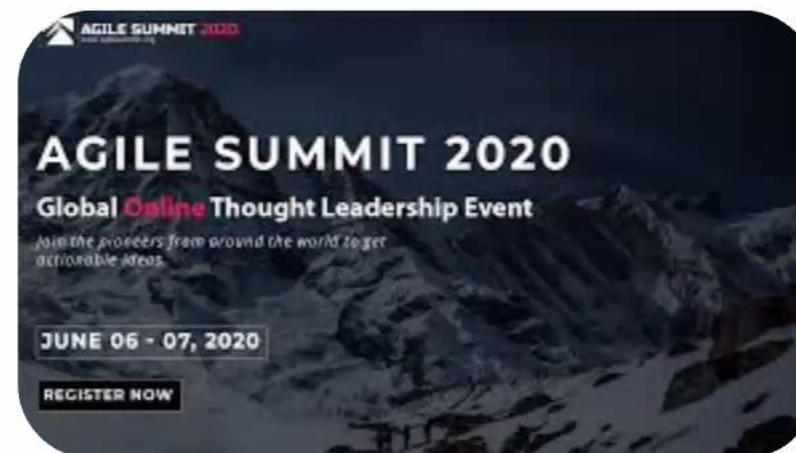 AGILE SUMMIT 2020
AGILE SUMMIT 2020
Global Online Thought Leadership Event
Join the pioneers from around the world to get
actionable ideas.
JUNE 06 - 07, 2020
REGISTER NOW